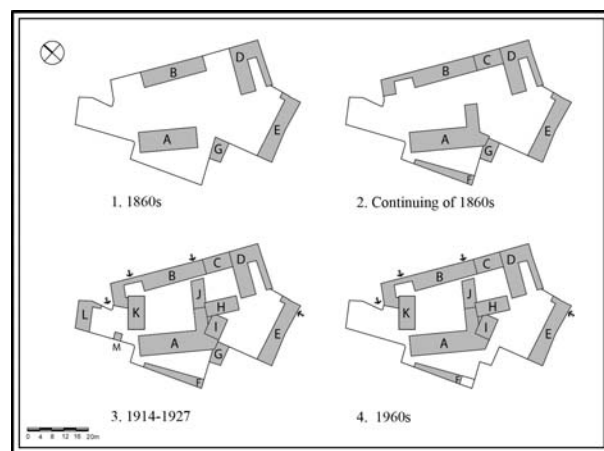 B
D
A
G
E
1. 1860s
B
C
D
A
G
E
F
2. Continuing of 1860s
B
C
D
J
K
H
L
I
M
A
G
E
F
3. 1914-1927
B
C
D
J
K
H
I
A
E
F
4. 1960s
0 4 8 12 16 20m